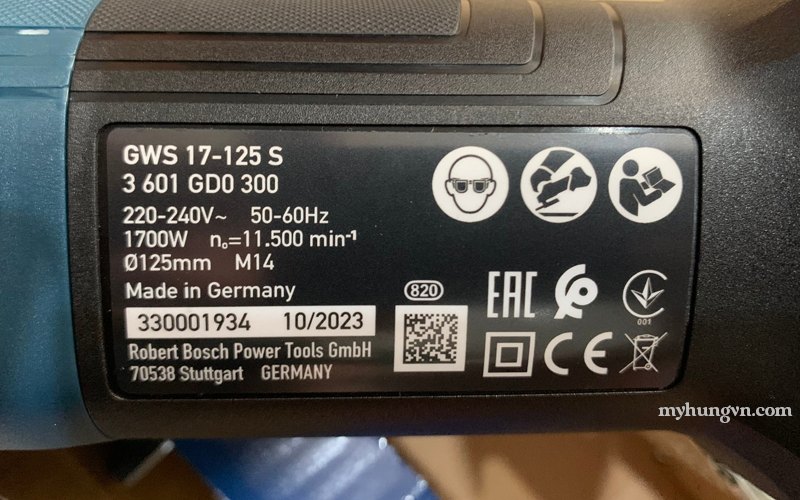 GWS 17-125 S
3 601 GD0 300
220-240V~ 50-60Hz
1700W n₀=11.500 min⁻¹
Ø125mm M14
Made in Germany
820
330001934 10/2023
Robert Bosch Power Tools GmbH
70538 Stuttgart GERMANY
EAC
001
CE
myhungvn.com